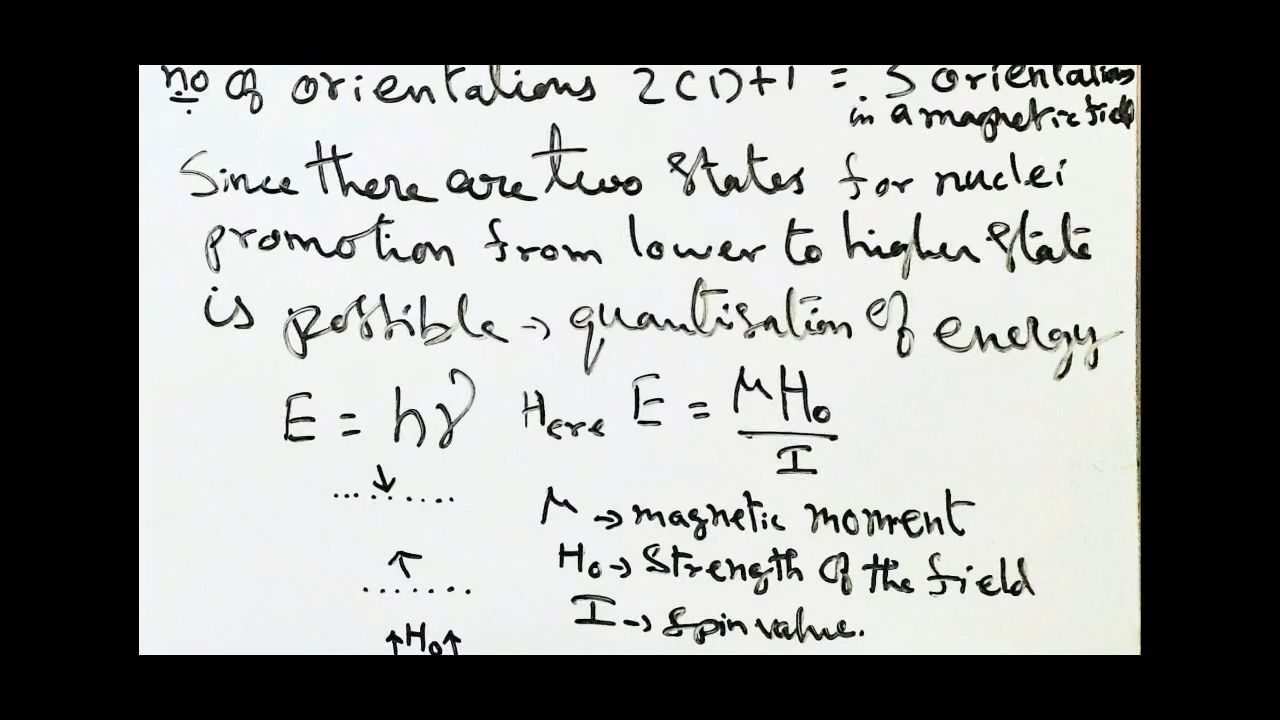 no of orientations 2(1)+1 = 3 orientations
in a magnetic field
Since there are two states for nuclei
promotion from lower to higher state
is possible → quantisation of energy
E = hν Here E = μH₀/I
μ → magnetic moment
H₀ → Strength of the field
I → spin value.
↑H₀↑